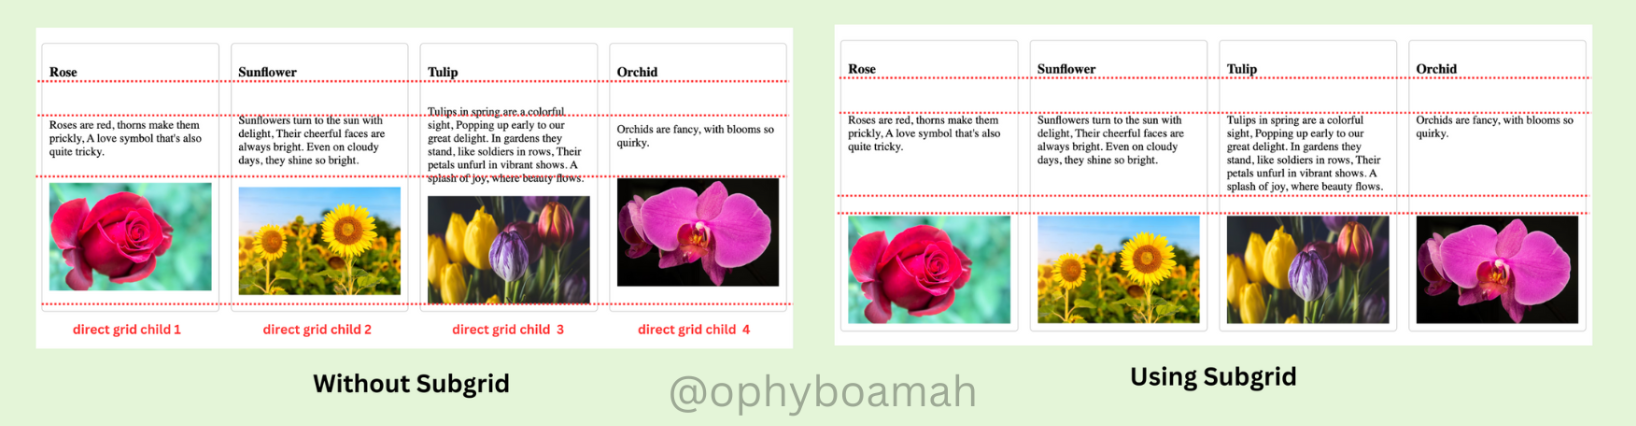 Rose
Roses are red, thorns make them
prickly, A love symbol that's also
quite tricky.
direct grid child 1
Sunflower
Sunflowers turn to the sun with
delight, Their cheerful faces are
always bright. Even on cloudy
days, they shine so bright.
direct grid child 2
Tulip
Tulips in spring are a colorful
sight, Popping up early to our
great delight. In gardens they
stand, like soldiers in rows, Their
petals unfurl in vibrant shows. A
splash of joy, where beauty flows.
direct grid child 3
Orchid
Orchids are fancy, with blooms so
quirky.
direct grid child 4
Without Subgrid
Rose
Roses are red, thorns make them
prickly, A love symbol that's also
quite tricky.
Sunflower
Sunflowers turn to the sun with
delight, Their cheerful faces are
always bright. Even on cloudy
days, they shine so bright.
Tulip
Tulips in spring are a colorful
sight, Popping up early to our
great delight. In gardens they
stand, like soldiers in rows, Their
petals unfurl in vibrant shows. A
splash of joy, where beauty flows.
Orchid
Orchids are fancy, with blooms so
quirky.
Using Subgrid
@ophyboamah